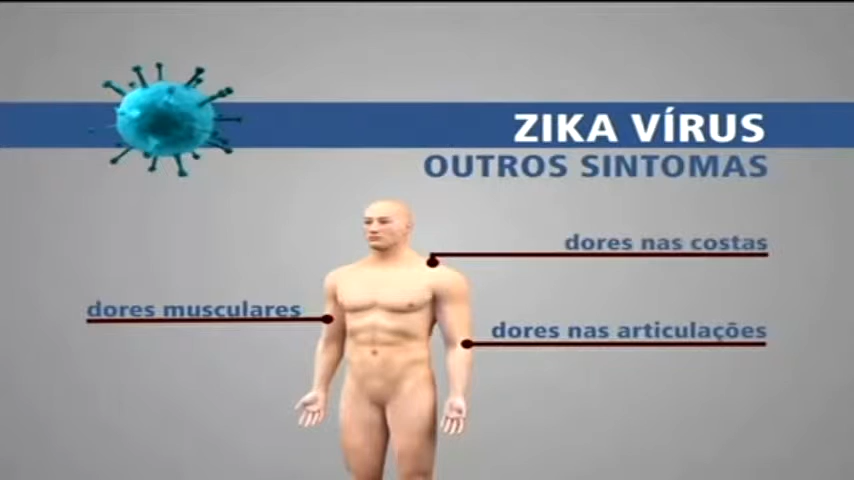 ZIKA VÍRUS
OUTROS SINTOMAS
dores nas costas
dores musculares
dores nas articulações